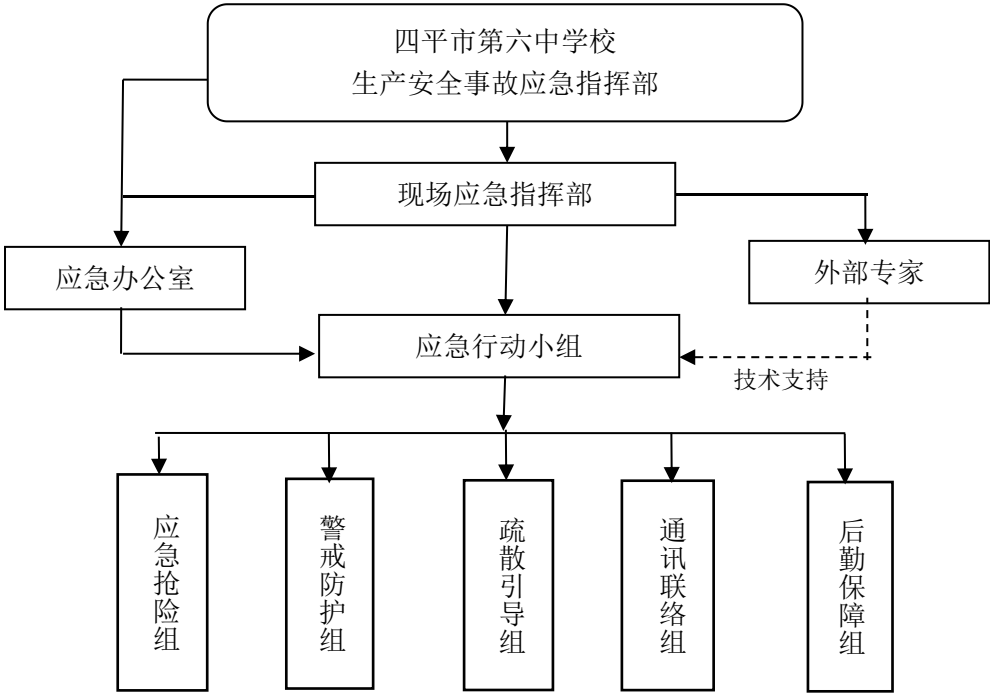 四平市第六中学校
生产安全事故应急指挥部
现场应急指挥部
应急办公室
外部专家
应急行动小组
技术支持
应急抢险组
警戒防护组
疏散引导组
通讯联络组
后勤保障组